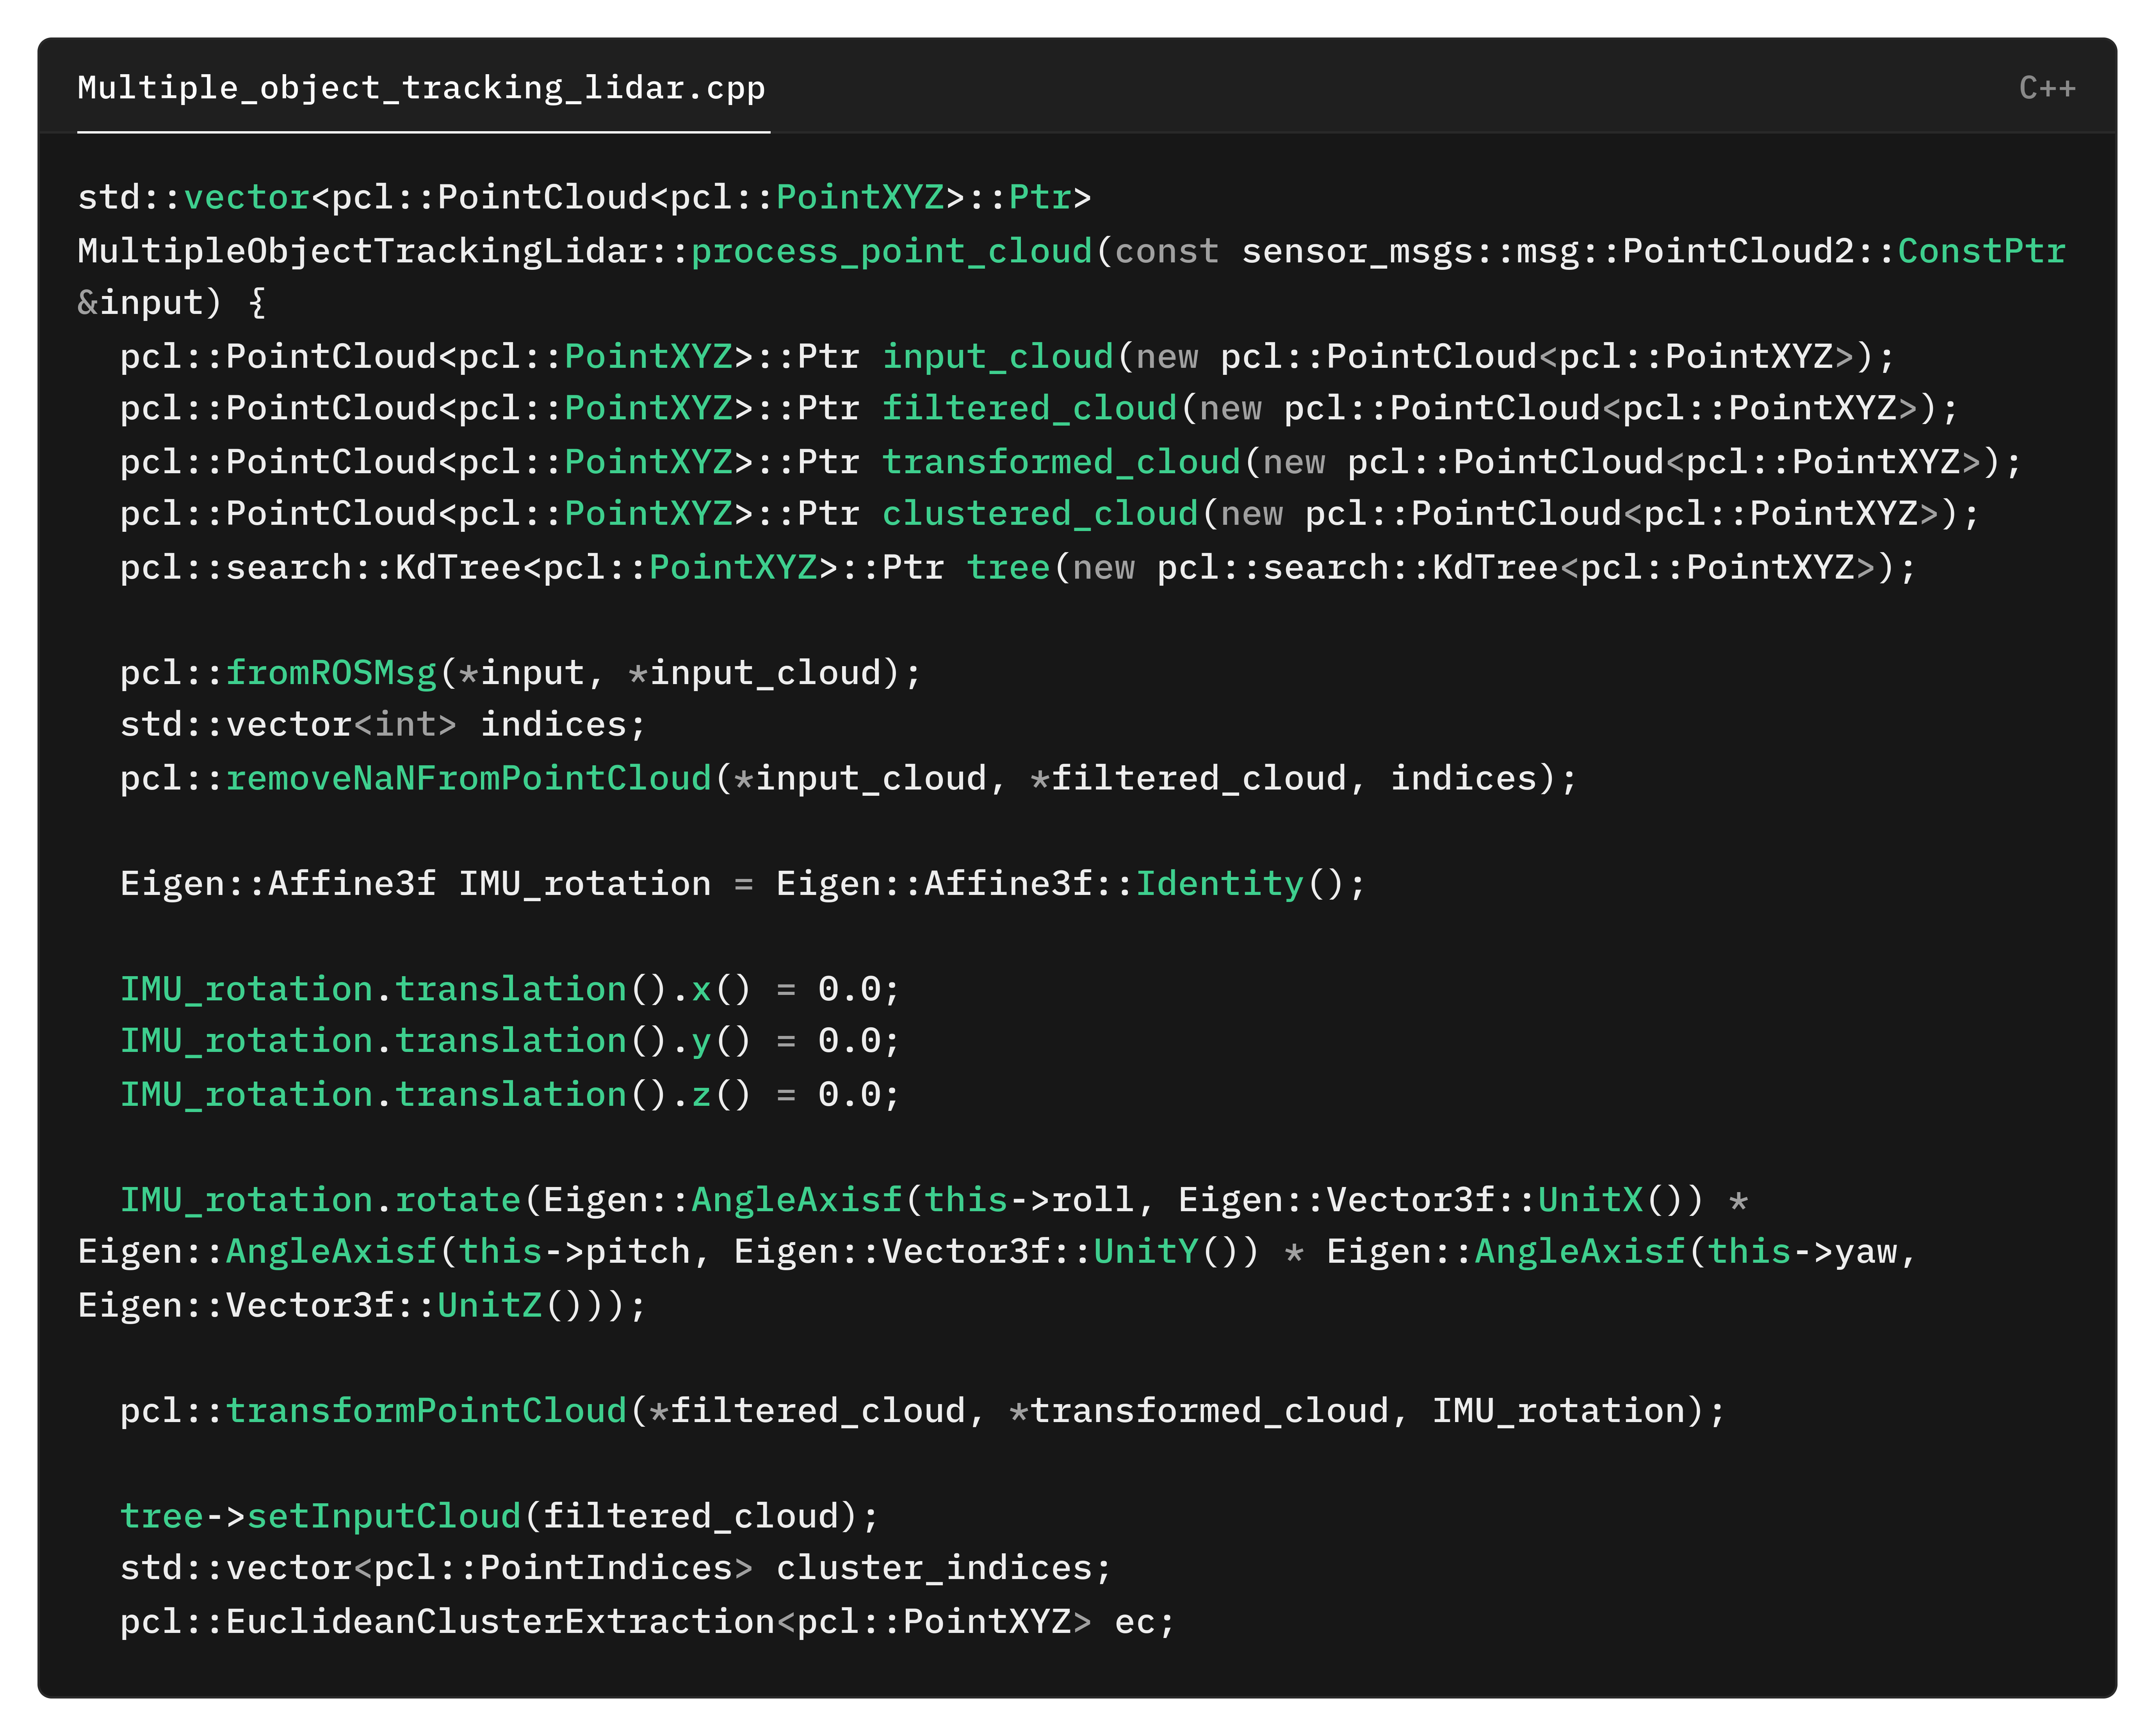 Multiple_object_tracking_lidar.cpp
C++
std::vector<pcl::PointCloud<pcl::PointXYZ>::Ptr>
MultipleObjectTrackingLidar::process_point_cloud(const sensor_msgs::msg::PointCloud2::ConstPtr
&input) {
  pcl::PointCloud<pcl::PointXYZ>::Ptr input_cloud(new pcl::PointCloud<pcl::PointXYZ>);
  pcl::PointCloud<pcl::PointXYZ>::Ptr filtered_cloud(new pcl::PointCloud<pcl::PointXYZ>);
  pcl::PointCloud<pcl::PointXYZ>::Ptr transformed_cloud(new pcl::PointCloud<pcl::PointXYZ>);
  pcl::PointCloud<pcl::PointXYZ>::Ptr clustered_cloud(new pcl::PointCloud<pcl::PointXYZ>);
  pcl::search::KdTree<pcl::PointXYZ>::Ptr tree(new pcl::search::KdTree<pcl::PointXYZ>);

  pcl::fromROSMsg(*input, *input_cloud);
  std::vector<int> indices;
  pcl::removeNaNFromPointCloud(*input_cloud, *filtered_cloud, indices);

  Eigen::Affine3f IMU_rotation = Eigen::Affine3f::Identity();

  IMU_rotation.translation().x() = 0.0;
  IMU_rotation.translation().y() = 0.0;
  IMU_rotation.translation().z() = 0.0;

  IMU_rotation.rotate(Eigen::AngleAxisf(this->roll, Eigen::Vector3f::UnitX()) *
Eigen::AngleAxisf(this->pitch, Eigen::Vector3f::UnitY()) * Eigen::AngleAxisf(this->yaw,
Eigen::Vector3f::UnitZ()));

  pcl::transformPointCloud(*filtered_cloud, *transformed_cloud, IMU_rotation);

  tree->setInputCloud(filtered_cloud);
  std::vector<pcl::PointIndices> cluster_indices;
  pcl::EuclideanClusterExtraction<pcl::PointXYZ> ec;